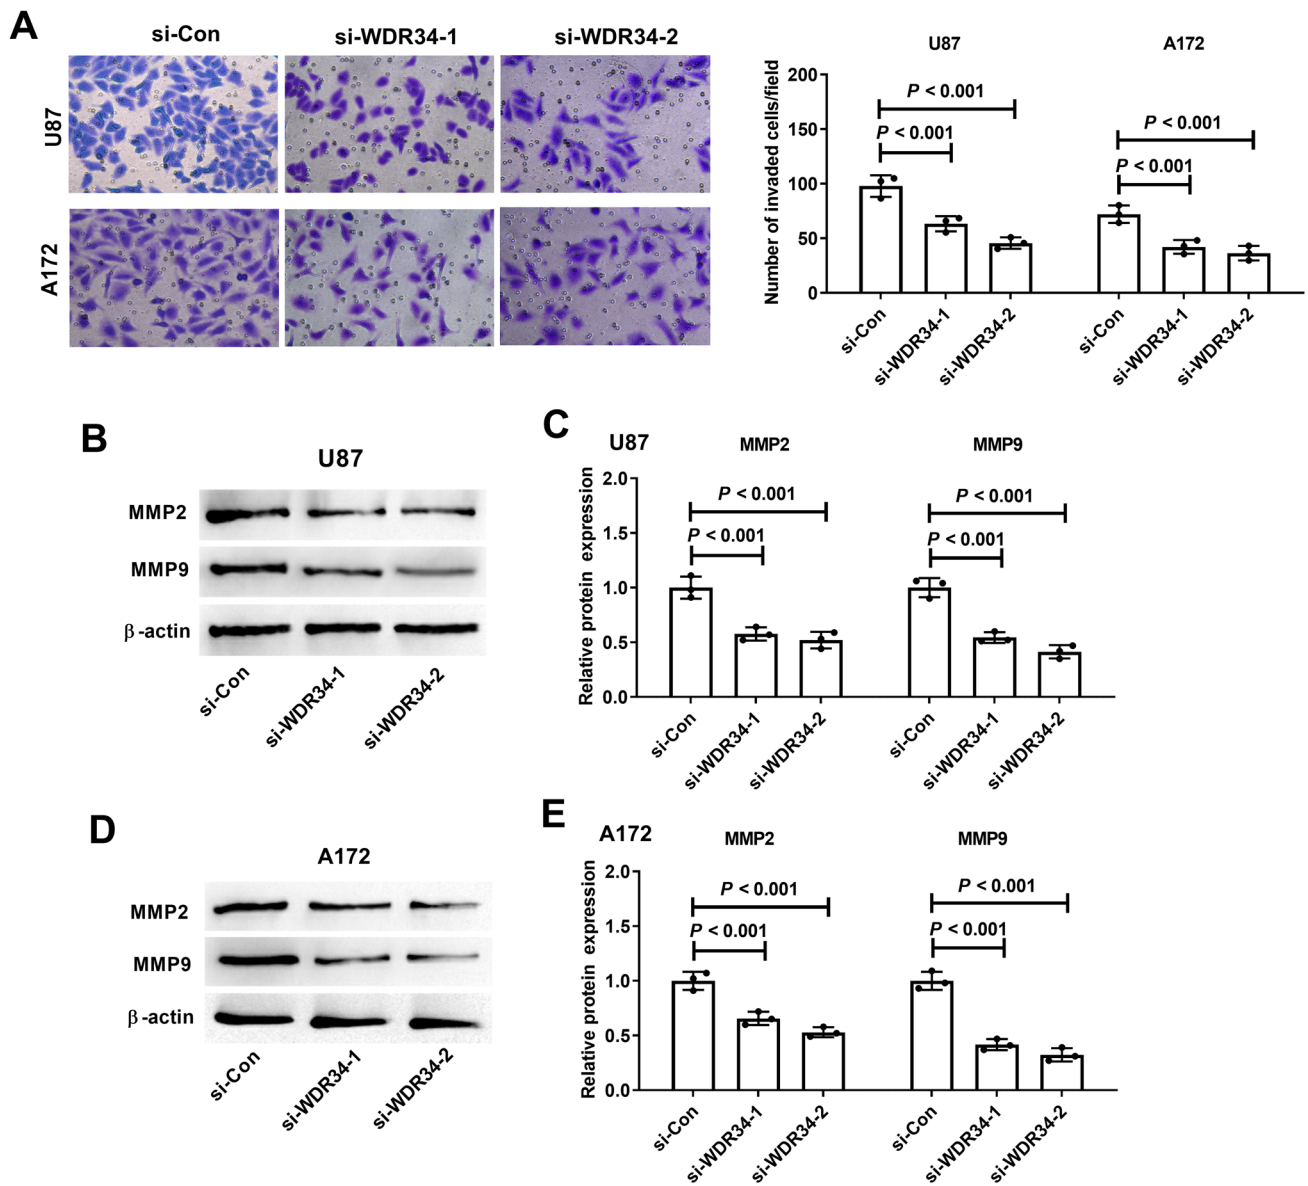 A
si-Con si-WDR34-1 si-WDR34-2
U87
A172
U87 A172
Number of invaded cells/field
200
150
100
50
0
P < 0.001
P < 0.001
P < 0.001
P < 0.001
si-Con si-WDR34-1 si-WDR34-2 si-Con si-WDR34-1 si-WDR34-2
B
U87
MMP2
MMP9
β-actin
si-Con si-WDR34-1 si-WDR34-2
C
U87 MMP2 MMP9
Relative protein expression
2.0
1.5
1.0
0.5
0.0
P < 0.001
P < 0.001
P < 0.001
P < 0.001
si-Con si-WDR34-1 si-WDR34-2 si-Con si-WDR34-1 si-WDR34-2
D
A172
MMP2
MMP9
β-actin
si-Con si-WDR34-1 si-WDR34-2
E
A172 MMP2 MMP9
Relative protein expression
2.0
1.5
1.0
0.5
0.0
P < 0.001
P < 0.001
P < 0.001
P < 0.001
si-Con si-WDR34-1 si-WDR34-2 si-Con si-WDR34-1 si-WDR34-2